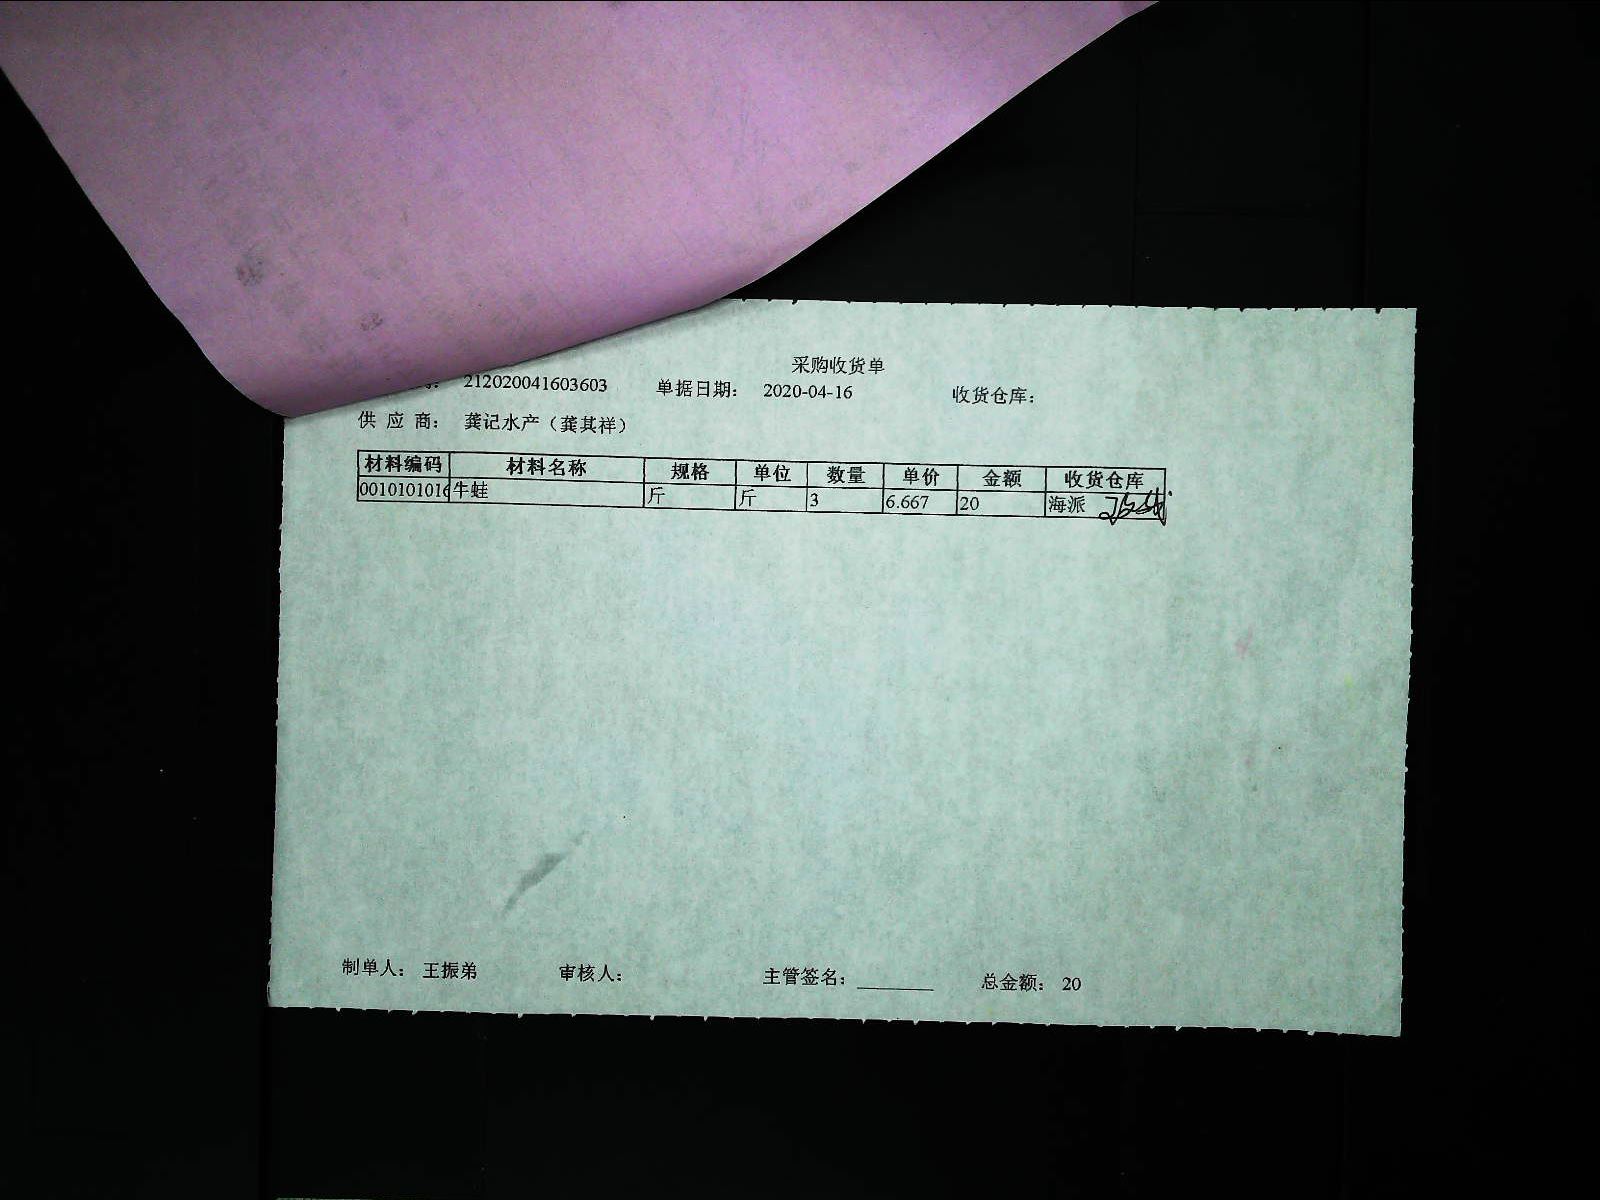 采购收货单
212020041603603 单据日期： 2020-04-16 收货仓库：
供 应 商： 龚记水产（龚其祥）
材料编码 材料名称 规格 单位 数量 单价 金额 收货仓库
0010101016 牛蛙 斤 斤 3 6.667 20 海派
制单人： 王振弟 审核人： 主管签名： 总金额： 20